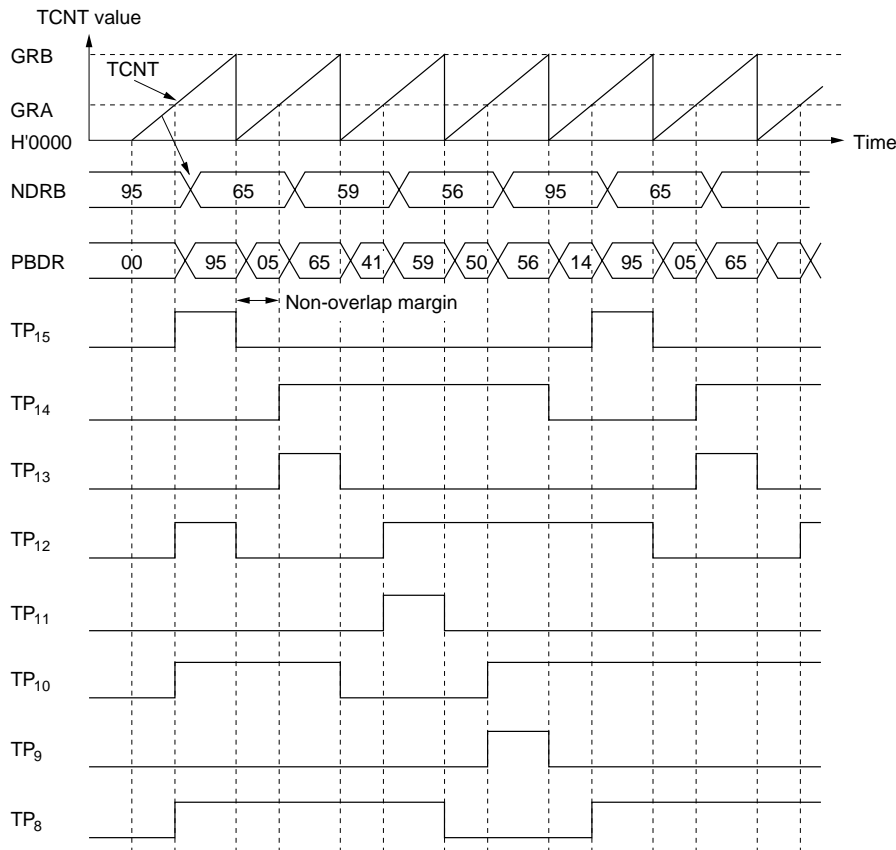 TCNT value
GRB
TCNT
GRA
H'0000
Time
NDRB 95 65 59 56 95 65
PBDR 00 95 05 65 41 59 50 56 14 95 05 65
Non-overlap margin
TP15
TP14
TP13
TP12
TP11
TP10
TP9
TP8